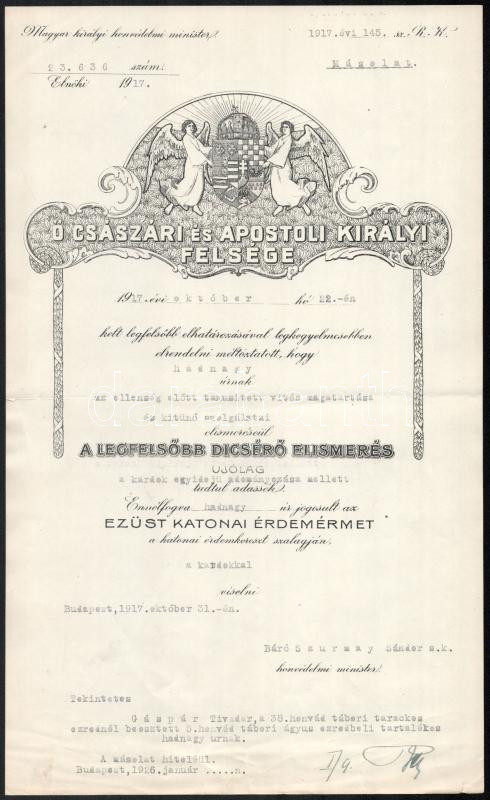 Magyar királyi honvédelmi minister.
1917.évi 145. sz. R. K.
23.636 szám.
Másolat.
Elnöki 1917.
Ő CSÁSZÁRI ÉS APOSTOLI KIRÁLYI
FELSÉGE
1917. évi október hó 22.-én
kelt legfelsőbb elhatározásával legkegyelmesebben
elrendelni méltóztatott, hogy
hadnagy
úrnak
az ellenség előtt tanusitott vitéz magatartása
és kitünő szolgálatai
elismeréseül
A LEGFELSŐBB DICSÉRŐ ELISMERÉS
UJÓLAG
a kardok egyidejü adományozása mellett
tudtul adassék.
Ennélfogva hadnagy úr jogosult az
EZÜST KATONAI ÉRDEMÉRMET
a katonai érdemkereszt szalagján,
a kardokkal
viselni
Budapest,1917.október 31.-én.
Báró Szurmay Sándor s.k.
honvédelmi minister.
Tekintetes
Gáspár Tivadar, a 38.honvéd tábori tarackos
ezrednél beosztott 5.honvéd tábori ágyus ezredbeli tartalékos
hadnagy urnak.
A másolat hiteléül.
Budapest,1926.január .....n.